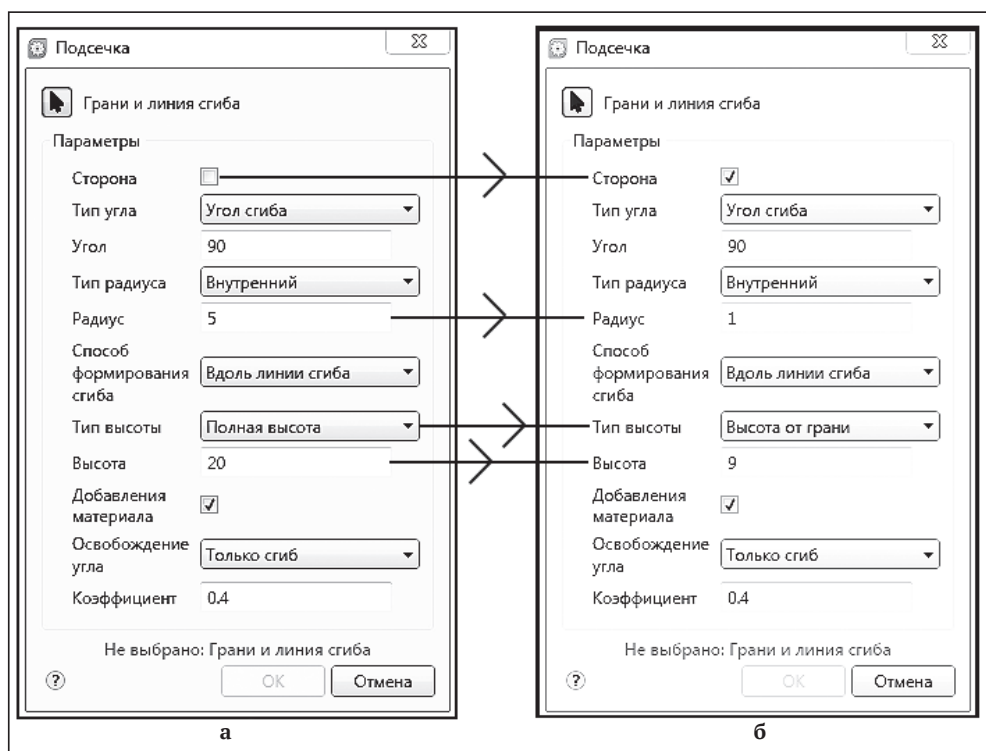 Подсечка
Грани и линия сгиба
Параметры
Сторона
Тип угла Угол сгиба
Угол 90
Тип радиуса Внутренний
Радиус 5
Способ
формирования Вдоль линии сгиба
сгиба
Тип высоты Полная высота
Высота 20
Добавления
материала
Освобождение
угла Только сгиб
Коэффициент 0.4
Не выбрано: Грани и линия сгиба
? ОК Отмена
а
Подсечка
Грани и линия сгиба
Параметры
Сторона
Тип угла Угол сгиба
Угол 90
Тип радиуса Внутренний
Радиус 1
Способ
формирования Вдоль линии сгиба
сгиба
Тип высоты Высота от грани
Высота 9
Добавления
материала
Освобождение
угла Только сгиб
Коэффициент 0.4
Не выбрано: Грани и линия сгиба
? ОК Отмена
б